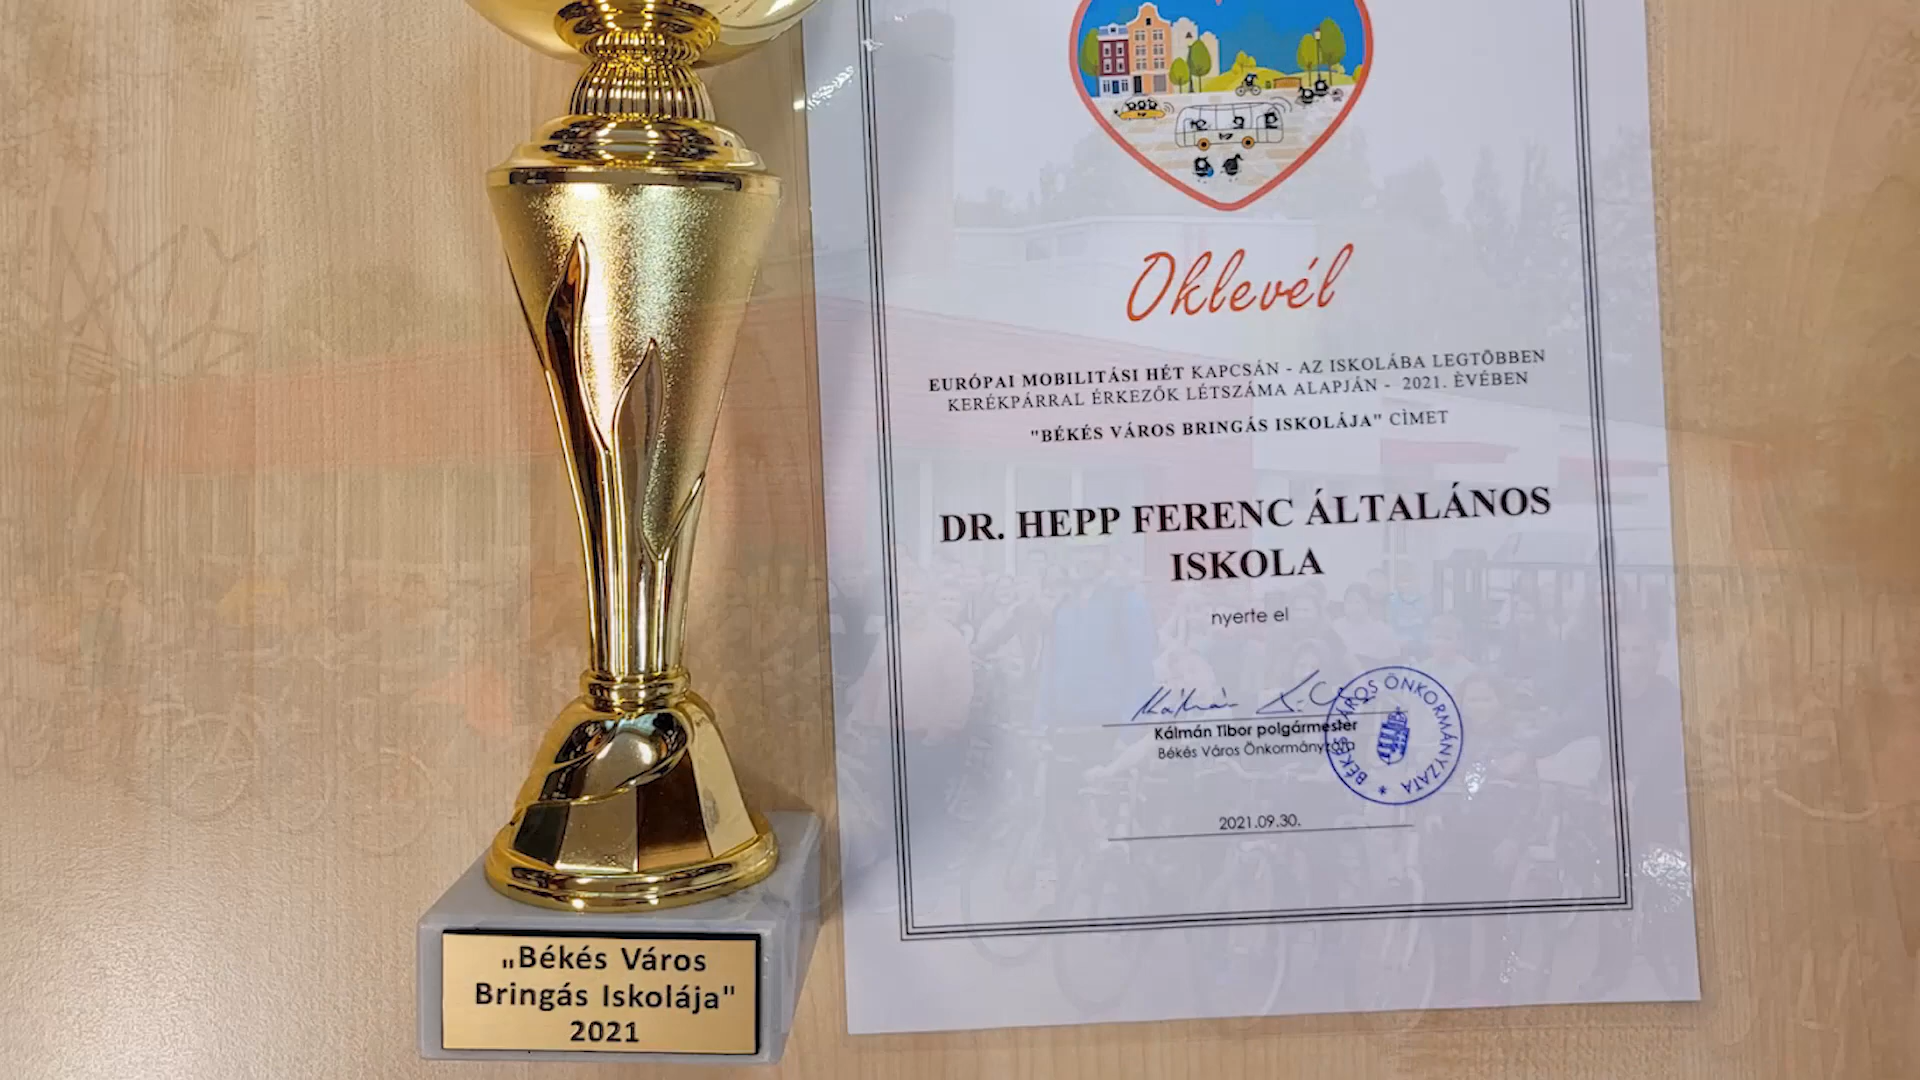 Oklevél
EURÓPAI MOBILITÁSI HÉT KAPCSÁN - AZ ISKOLÁBA LEGTÖBBEN
KERÉKPÁRRAL ÉRKEZŐK LÉTSZÁMA ALAPJÁN - 2021. ÈVÉBEN
"BÉKÉS VÁROS BRINGÁS ISKOLÁJA" CÌMET
DR. HEPP FERENC ÁLTALÁNOS
ISKOLA
nyerte el
Kálmán Tibor polgármester
Békés Város Önkormányzata
BÉKÉS VÁROS ÖNKORMÁNYZATA *
2021.09.30.
„Békés Város
Bringás Iskolája"
2021